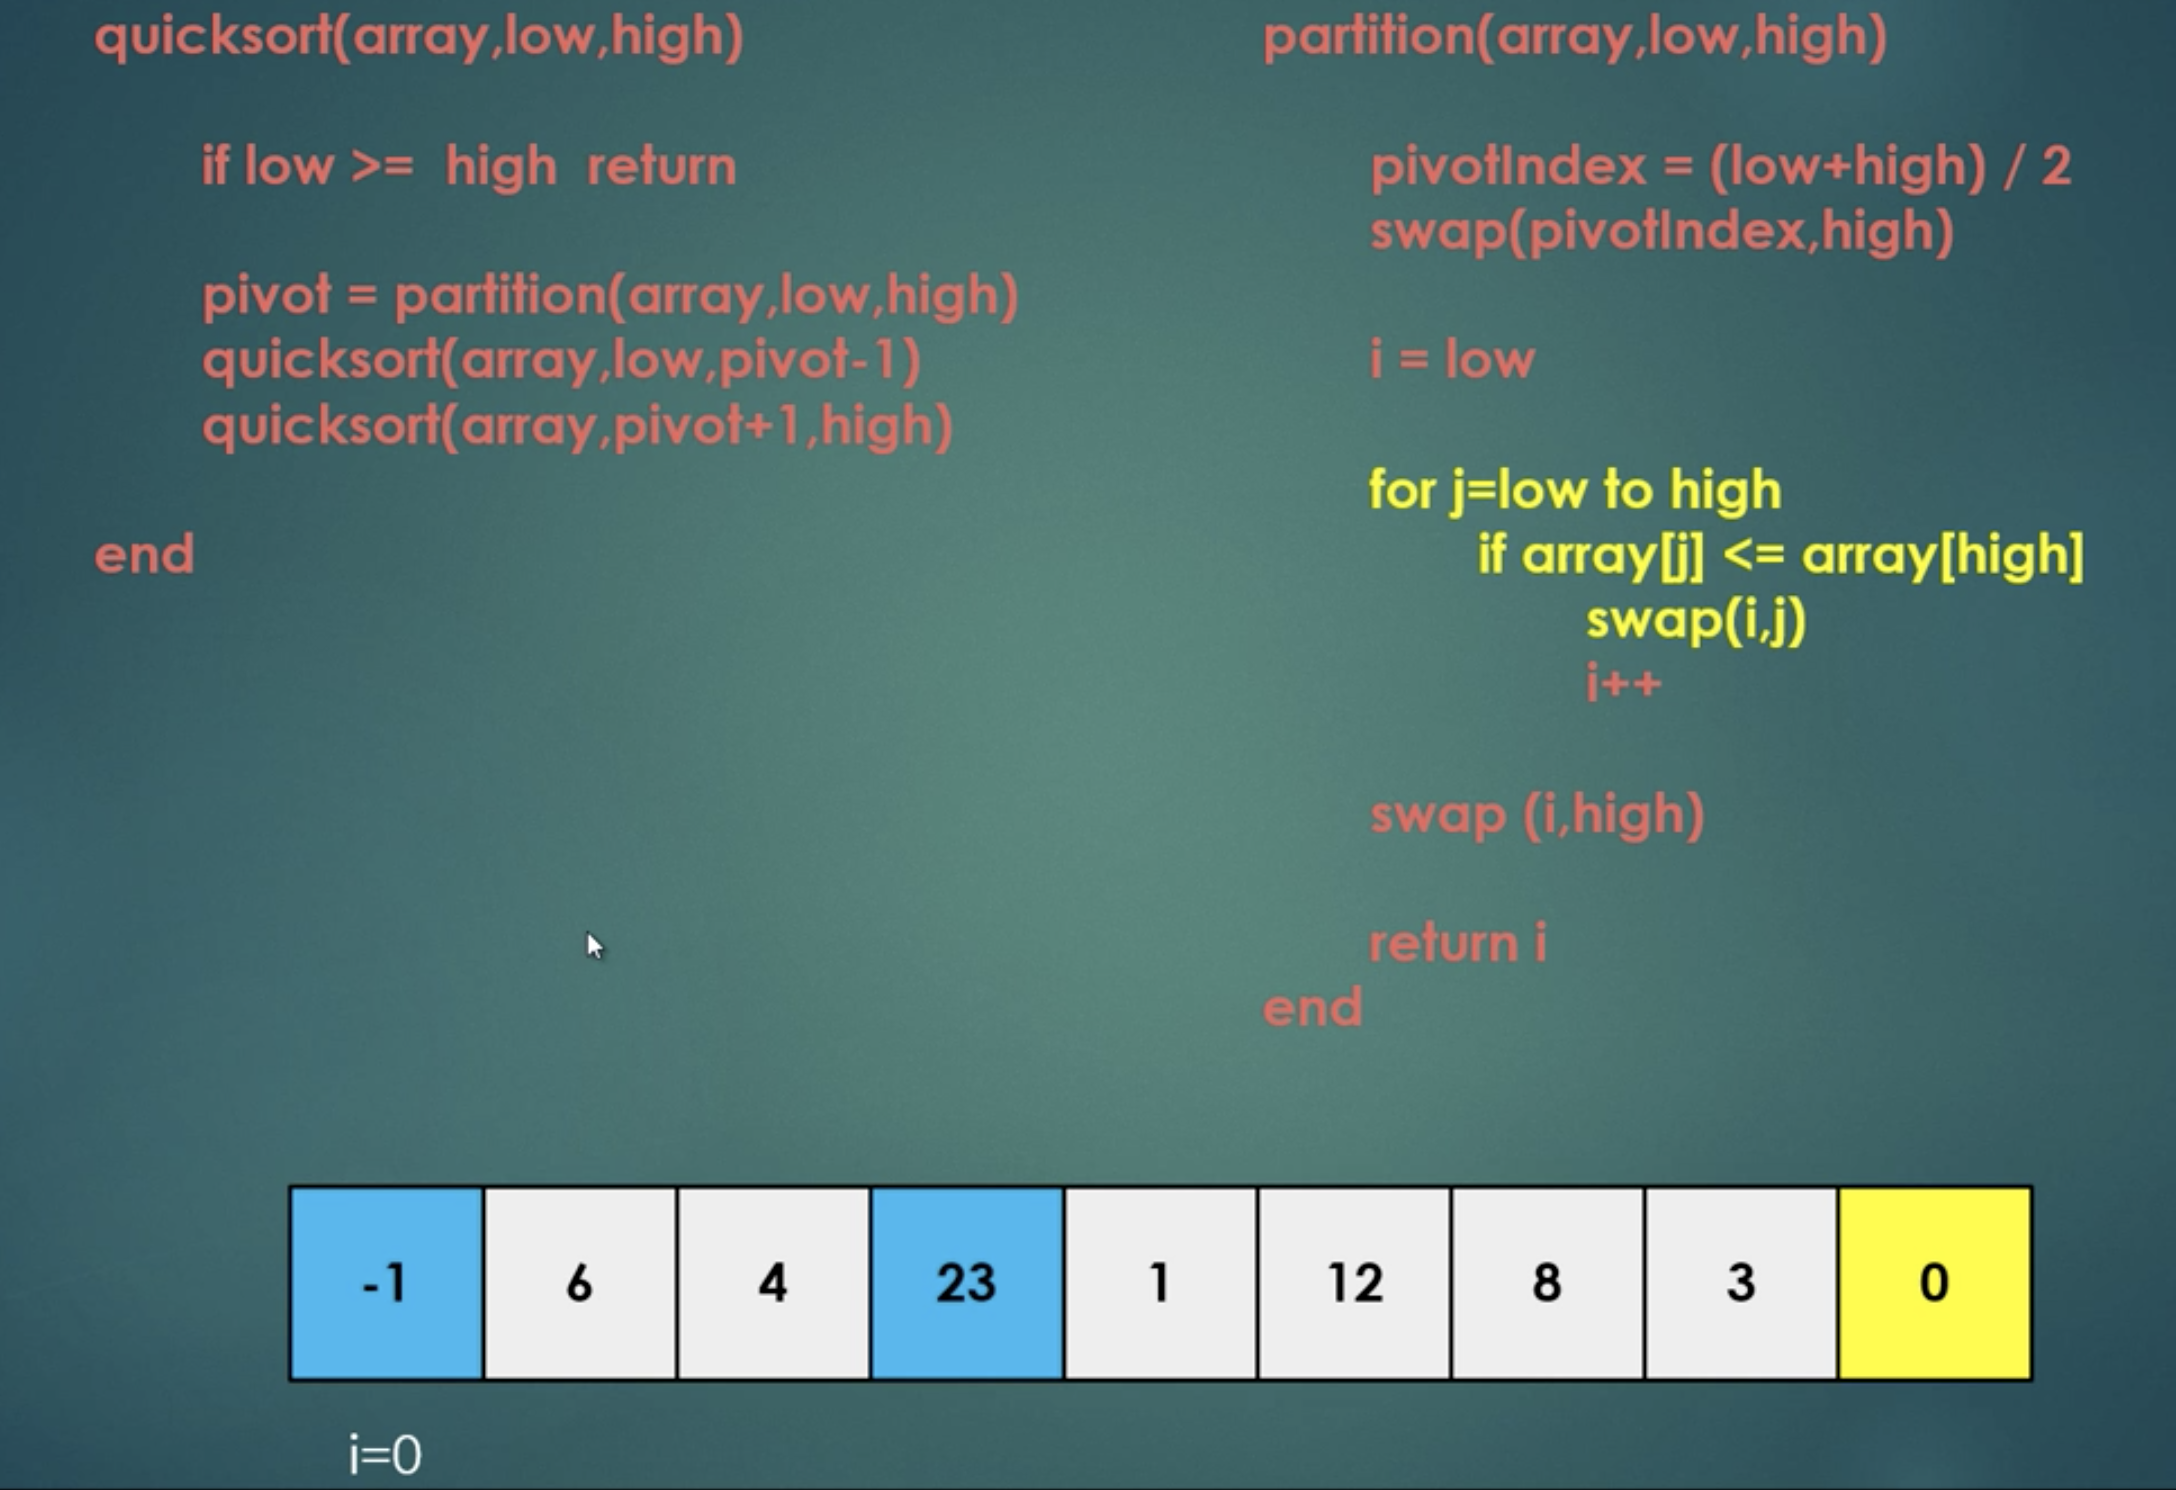 quicksort(array,low,high)
if low >= high return
pivot = partition(array,low,high)
quicksort(array,low,pivot-1)
quicksort(array,pivot+1,high)
end
partition(array,low,high)
pivotIndex = (low+high) / 2
swap(pivotIndex,high)
i = low
for j=low to high
if array[j] <= array[high]
swap(i,j)
i++
swap (i,high)
return i
end
-1 6 4 23 1 12 8 3 0
i=0